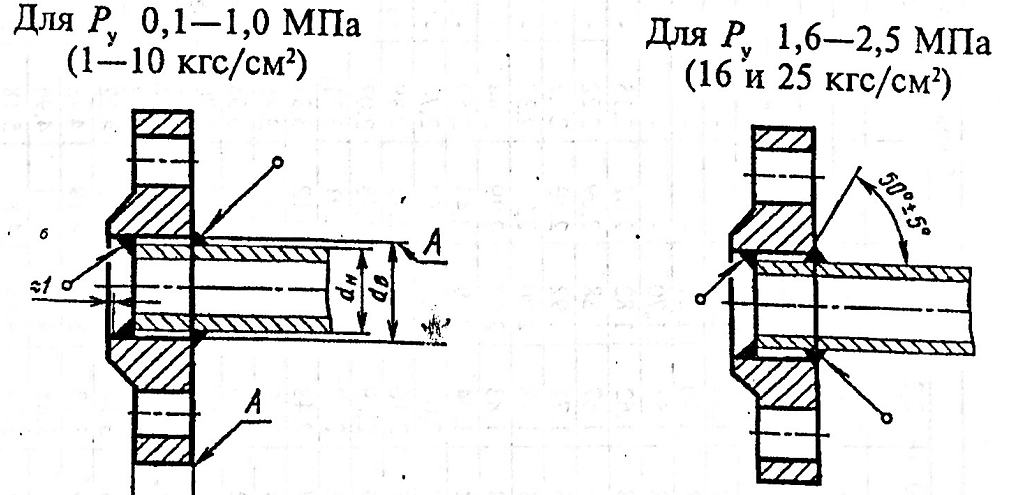 Для Pу 0,1—1,0 МПа
(1—10 кгс/см²)
Для Pу 1,6—2,5 МПа
(16 и 25 кгс/см²)
50°±5°
А
≈1
dн
dв
А